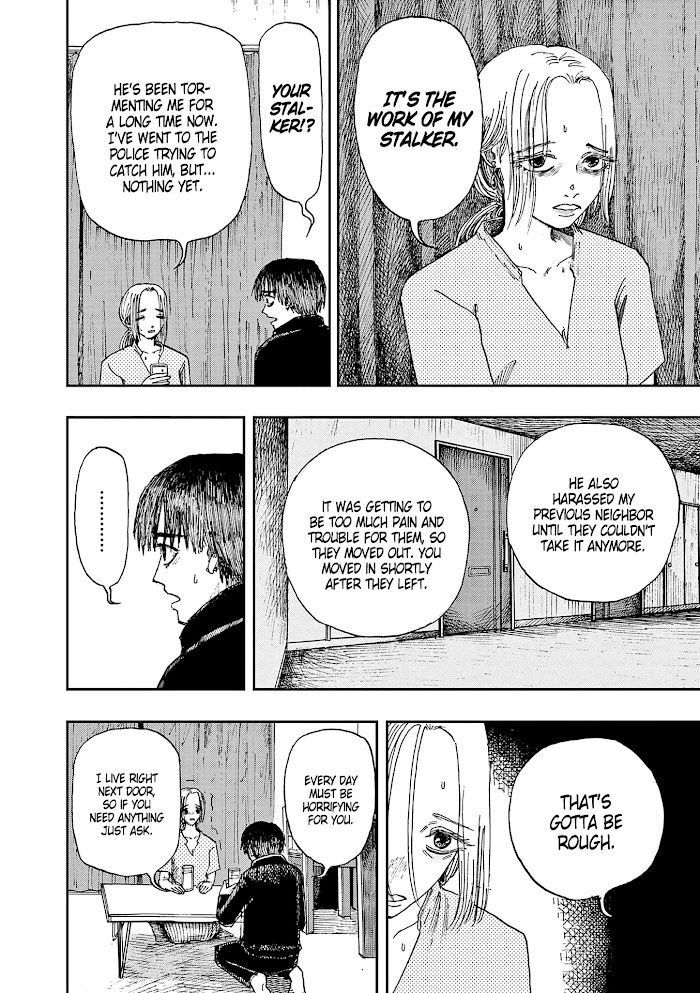 IT'S THE
WORK OF MY
STALKER.
YOUR
STAL-
KER!?
HE'S BEEN TOR-
MENTING ME FOR
A LONG TIME NOW.
I'VE WENT TO THE
POLICE TRYING TO
CATCH HIM, BUT...
NOTHING YET.
HE ALSO
HARASSED MY
PREVIOUS NEIGHBOR
UNTIL THEY COULDN'T
TAKE IT ANYMORE.
IT WAS GETTING TO
BE TOO MUCH PAIN AND
TROUBLE FOR THEM, SO
THEY MOVED OUT. YOU
MOVED IN SHORTLY
AFTER THEY LEFT.
.........
THAT'S
GOTTA BE
ROUGH.
EVERY DAY
MUST BE
HORRIFYING
FOR YOU.
I LIVE RIGHT
NEXT DOOR,
SO IF YOU
NEED ANYTHING
JUST ASK.